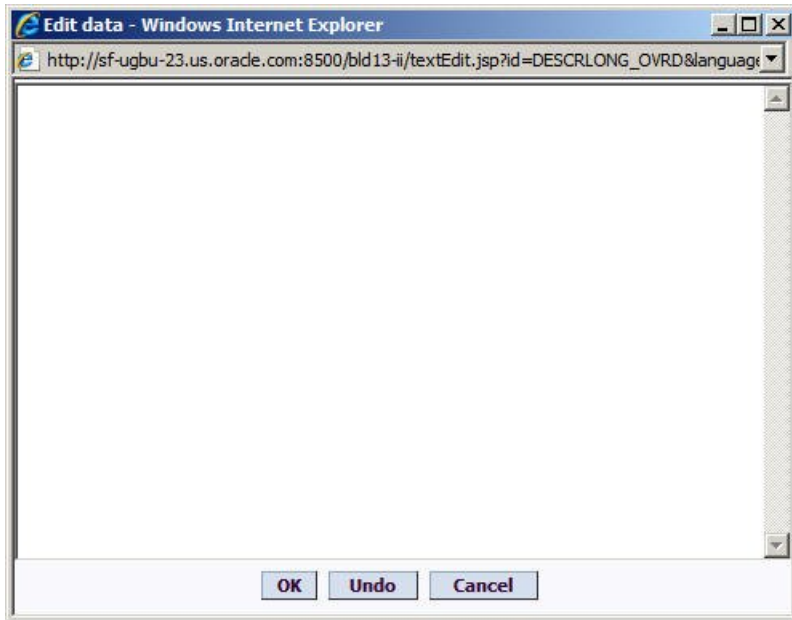 Edit data - Windows Internet Explorer
http://sf-ugbu-23.us.oracle.com:8500/bld13-ii/textEdit.jsp?id=DESCRLONG_OVRD&language
OK Undo Cancel